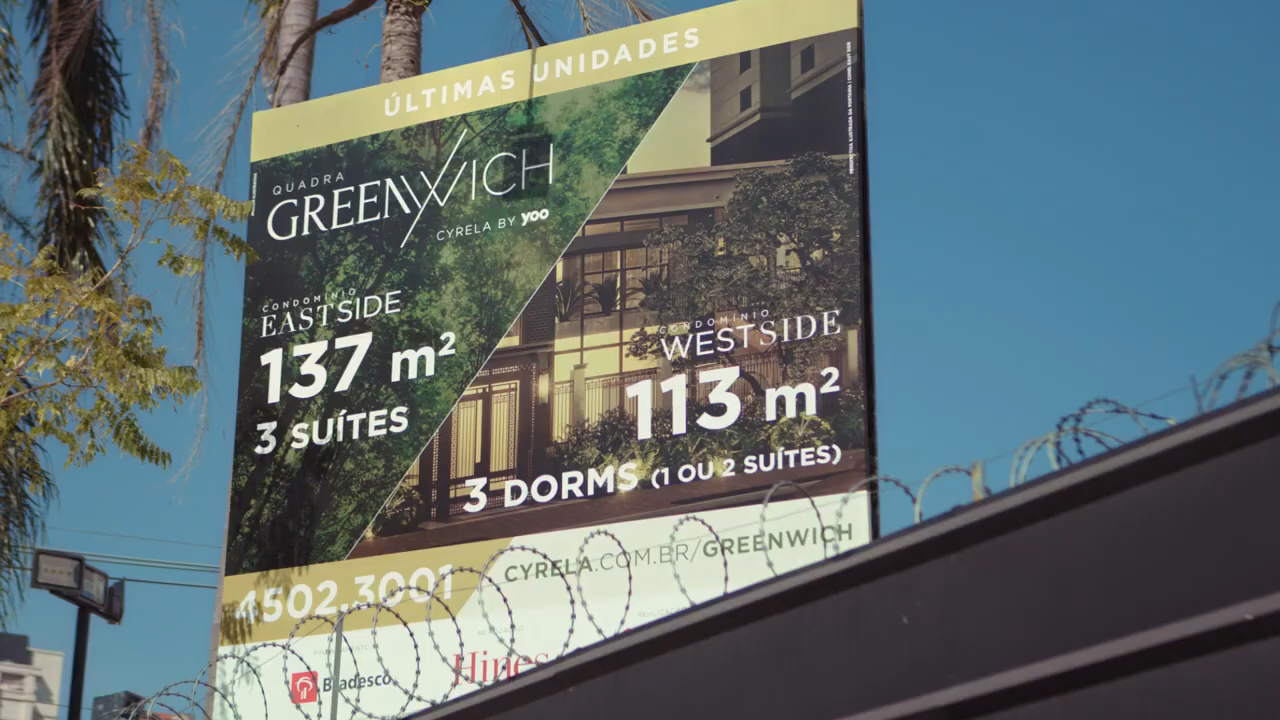 ÚLTIMAS UNIDADES
QUADRA
GREENWICH
CYRELA BY yoo
CONDOMÍNIO
EASTSIDE
137 m²
3 SUÍTES
CONDOMÍNIO
WESTSIDE
113 m²
3 DORMS (1 OU 2 SUÍTES)
4502.3001
CYRELA.COM.BR/GREENWICH
Bradesco
Hines